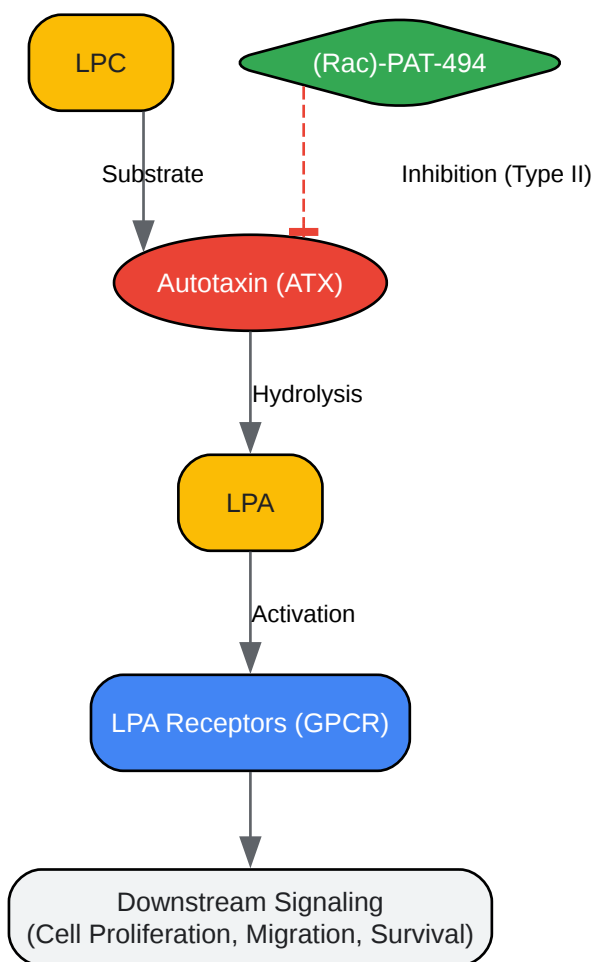 LPC
(Rac)-PAT-494
Substrate
Inhibition (Type II)
Autotaxin (ATX)
Hydrolysis
LPA
Activation
LPA Receptors (GPCR)
Downstream Signaling
(Cell Proliferation, Migration, Survival)